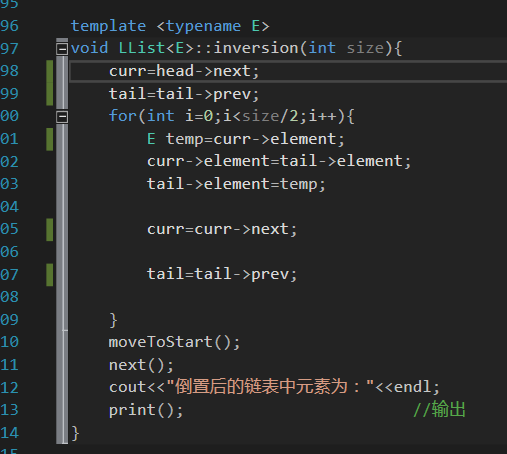 95
96 template <typename E>
97 void LList<E>::inversion(int size){
98 curr=head->next;
99 tail=tail->prev;
00 for(int i=0;i<size/2;i++){
01 E temp=curr->element;
02 curr->element=tail->element;
03 tail->element=temp;
04
05 curr=curr->next;
06
07 tail=tail->prev;
08
09 }
10 moveToStart();
11 next();
12 cout<<"倒置后的链表中元素为："<<endl;
13 print(); //输出
14 }